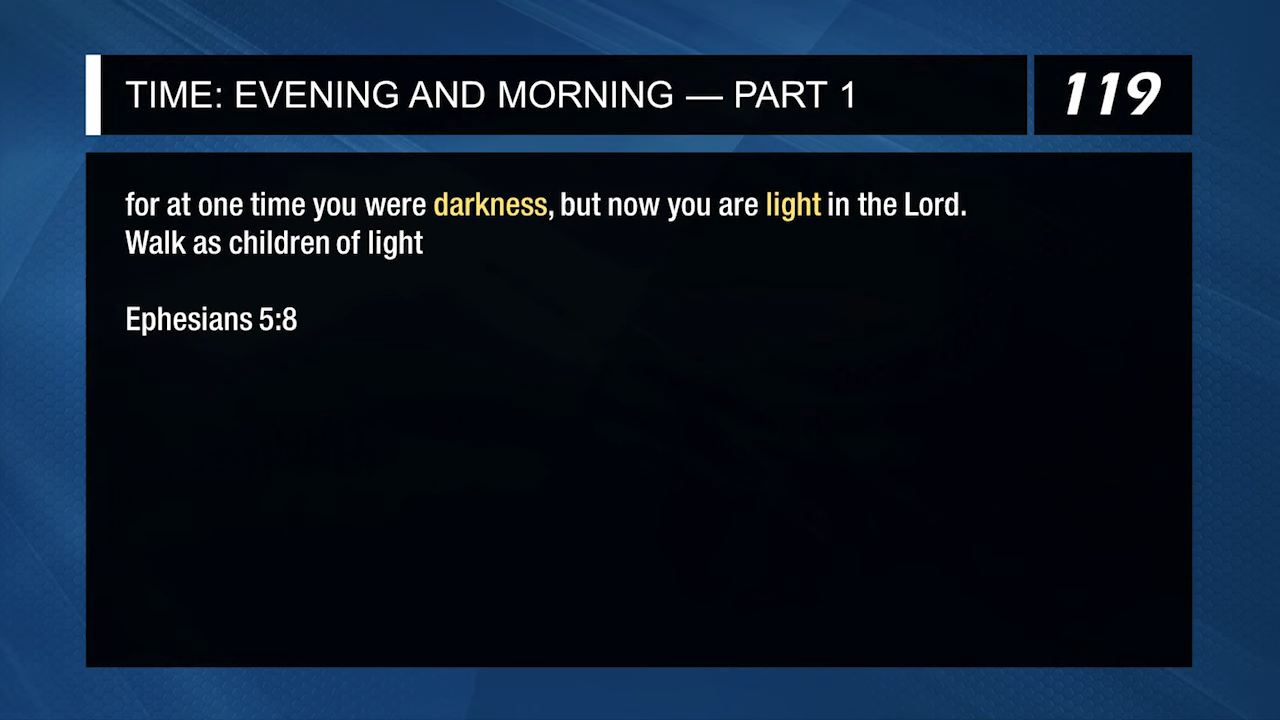 TIME: EVENING AND MORNING — PART 1
119
for at one time you were darkness, but now you are light in the Lord.
Walk as children of light
Ephesians 5:8